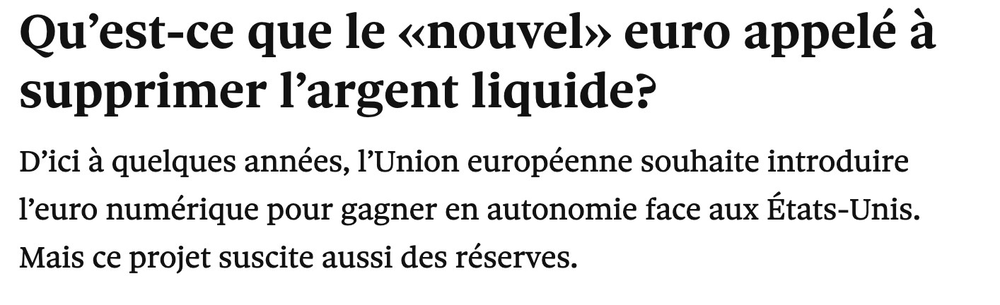 Qu’est-ce que le «nouvel» euro appelé à
supprimer l’argent liquide?
D’ici à quelques années, l’Union européenne souhaite introduire
l’euro numérique pour gagner en autonomie face aux États-Unis.
Mais ce projet suscite aussi des réserves.